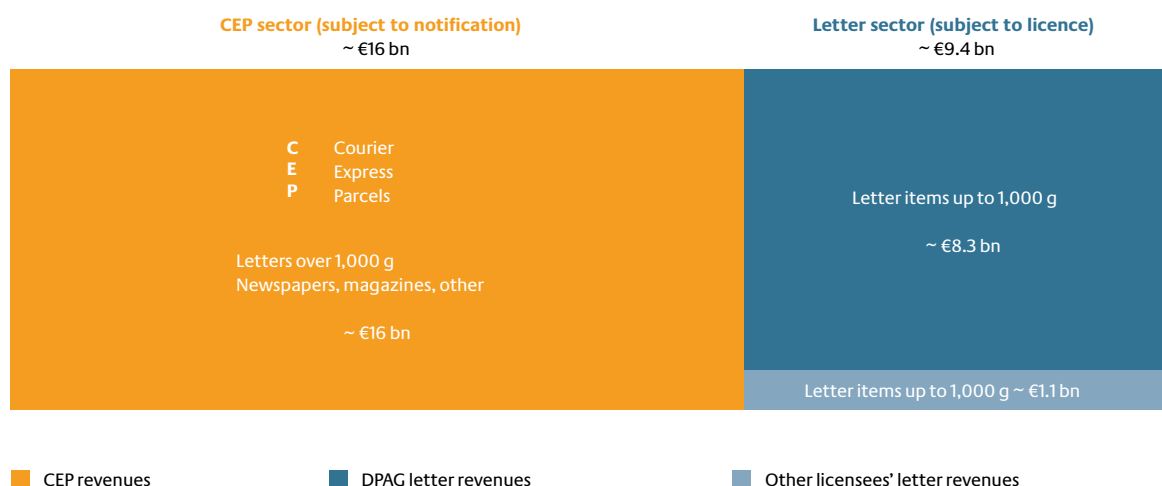 CEP sector (subject to notification)
~ €16 bn
Letter sector (subject to licence)
~ €9.4 bn
C Courier
E Express
P Parcels
Letters over 1,000 g
Newspapers, magazines, other
~ €16 bn
Letter items up to 1,000 g
~ €8.3 bn
Letter items up to 1,000 g ~ €1.1 bn
CEP revenues
DPAG letter revenues
Other licensees’ letter revenues